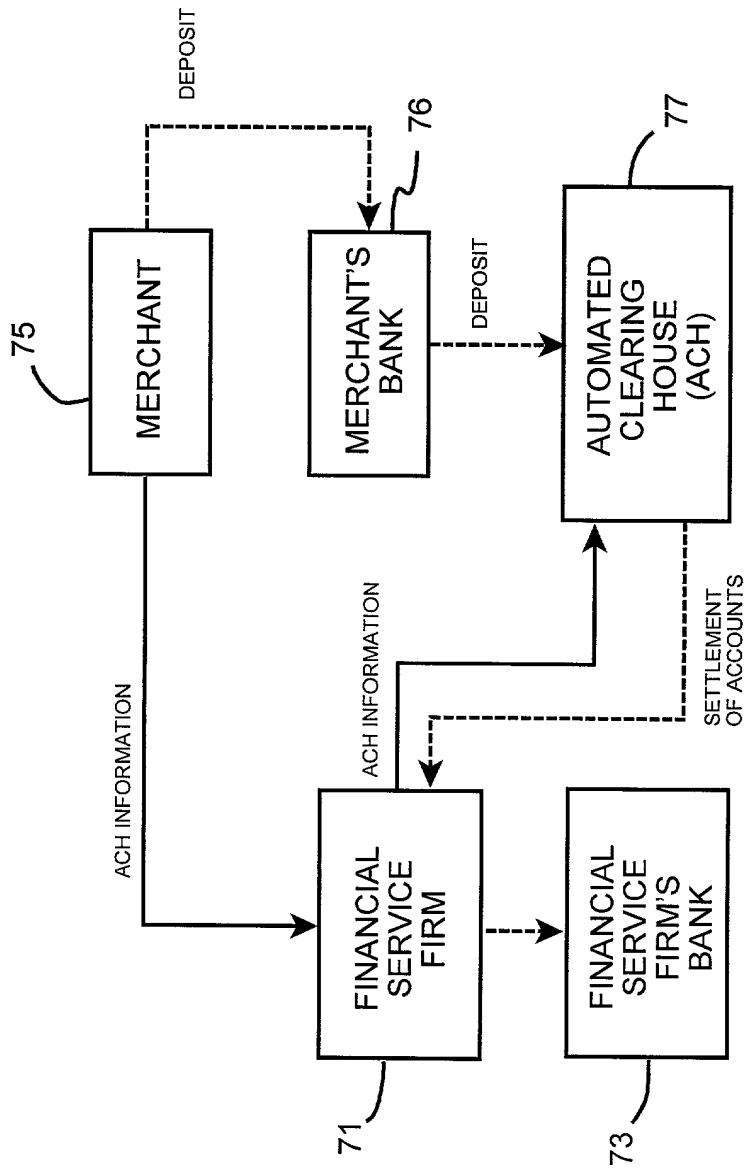 75
MERCHANT
DEPOSIT
ACH INFORMATION
76
MERCHANT'S
BANK
DEPOSIT
71
FINANCIAL
SERVICE
FIRM
ACH INFORMATION
77
AUTOMATED
CLEARING
HOUSE
(ACH)
SETTLEMENT
OF ACCOUNTS
73
FINANCIAL
SERVICE
FIRM'S
BANK